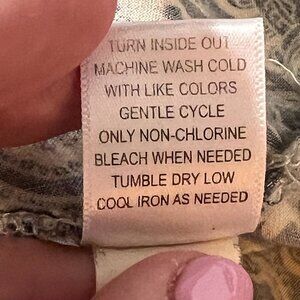 TURN INSIDE OUT
MACHINE WASH COLD
WITH LIKE COLORS
GENTLE CYCLE
ONLY NON-CHLORINE
BLEACH WHEN NEEDED
TUMBLE DRY LOW
COOL IRON AS NEEDED